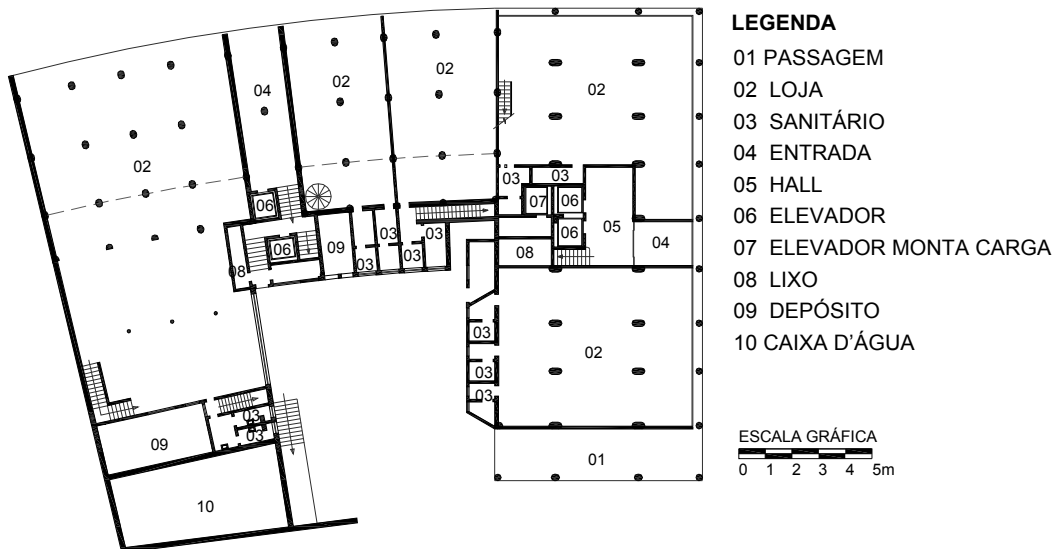 LEGENDA
01 PASSAGEM
02 LOJA
03 SANITÁRIO
04 ENTRADA
05 HALL
06 ELEVADOR
07 ELEVADOR MONTA CARGA
08 LIXO
09 DEPÓSITO
10 CAIXA D'ÁGUA
ESCALA GRÁFICA
0 1 2 3 4 5m
02
02
02
04
02
03
03
06
07
06
06
05
04
06
08
09
03
03
03
03
06
08
03
02
03
03
09
03
03
01
10